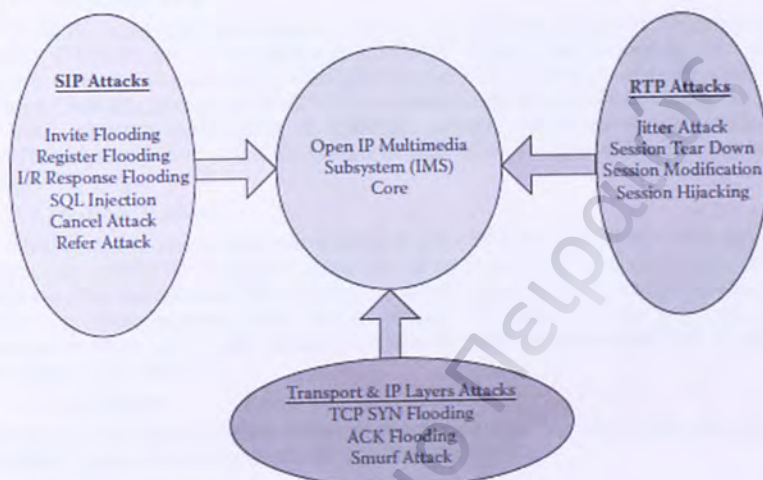 SIP Attacks
Invite Flooding
Register Flooding
I/R Response Flooding
SQL Injection
Cancel Attack
Refer Attack
Open IP Multimedia
Subsystem (IMS)
Core
RTP Attacks
Jitter Attack
Session Tear Down
Session Modification
Session Hijacking
Transport & IP Layers Attacks
TCP SYN Flooding
ACK Flooding
Smurf Attack
Πειραιώς